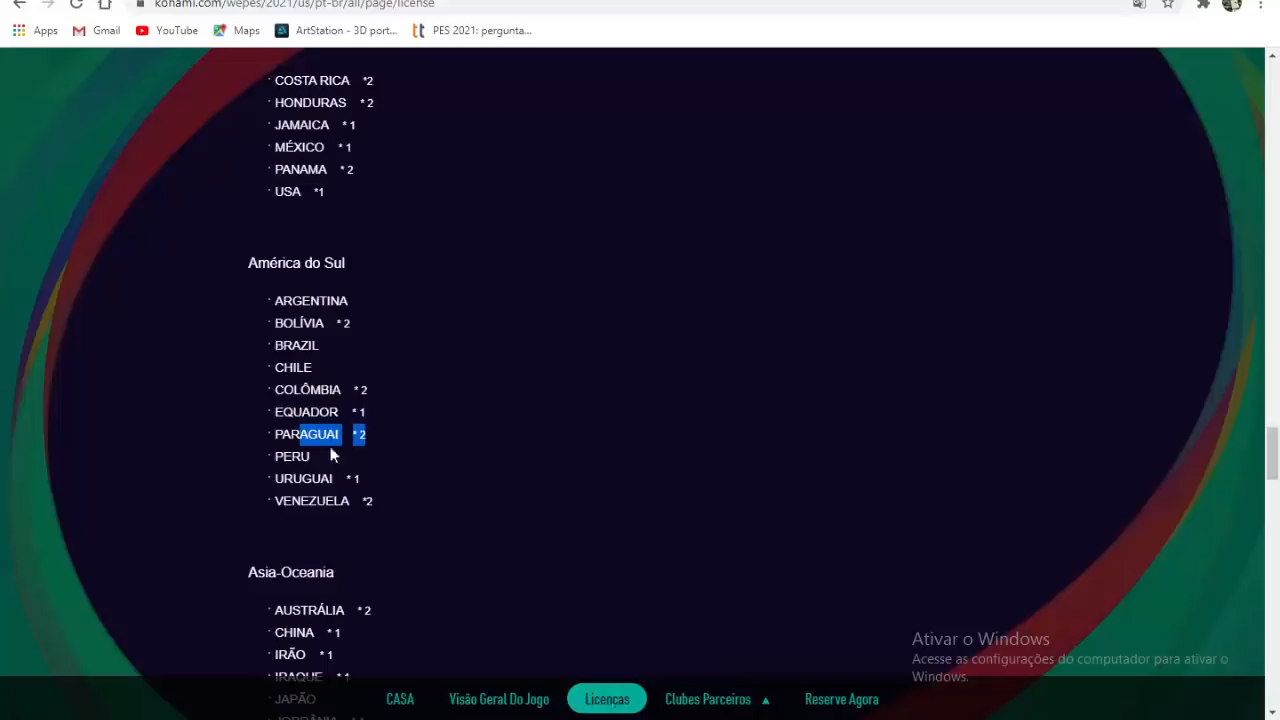 konami.com/wepes/2021/us/pt-br/all/page/license
Apps Gmail YouTube Maps ArtStation - 3D port... PES 2021: pergunta...
· COSTA RICA *2
· HONDURAS * 2
· JAMAICA * 1
· MÉXICO * 1
· PANAMA * 2
· USA *1
América do Sul
· ARGENTINA
· BOLÍVIA * 2
· BRAZIL
· CHILE
· COLÔMBIA * 2
· EQUADOR * 1
· PARAGUAI * 2
· PERU
· URUGUAI * 1
· VENEZUELA *2
Asia-Oceania
· AUSTRÁLIA * 2
· CHINA * 1
· IRÃO * 1
· IRAQUE * 1
· JAPÃO
· JORDÂNIA
Ativar o Windows
Acesse as configurações do computador para ativar o
Windows.
CASA Visão Geral Do Jogo Licenças Clubes Parceiros ▲ Reserve Agora